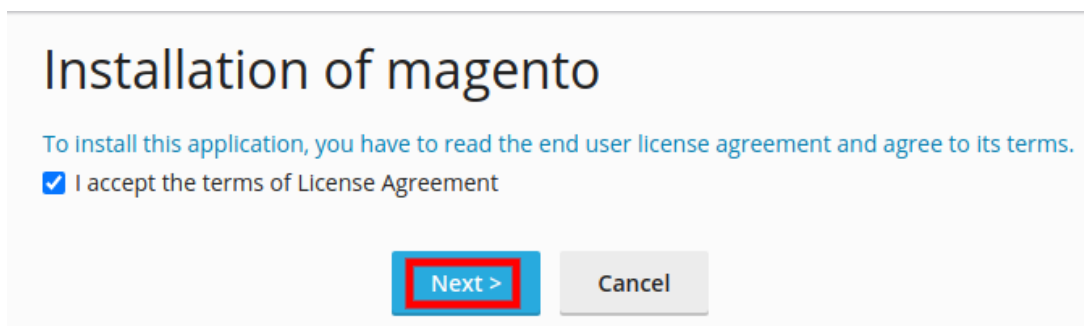 Installation of magento
To install this application, you have to read the end user license agreement and agree to its terms.
I accept the terms of License Agreement
Next > Cancel